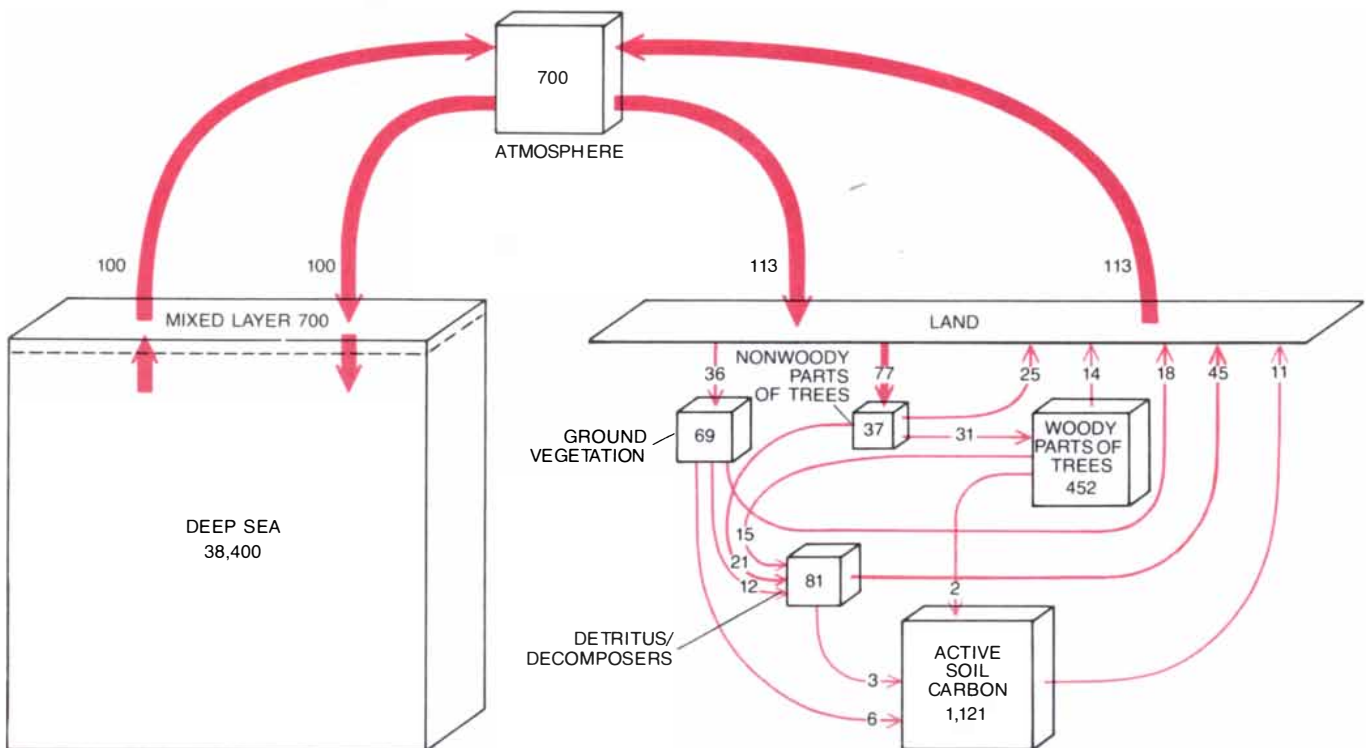 700
ATMOSPHERE
100
100
113
113
MIXED LAYER 700
LAND
DEEP SEA
38,400
36
NONWOODY
PARTS
OF TREES
77
25
14
18
45
11
GROUND
VEGETATION
69
37
31
WOODY
PARTS OF
TREES
452
15
21
12
81
2
DETRITUS/
DECOMPOSERS
3
6
ACTIVE
SOIL
CARBON
1,121